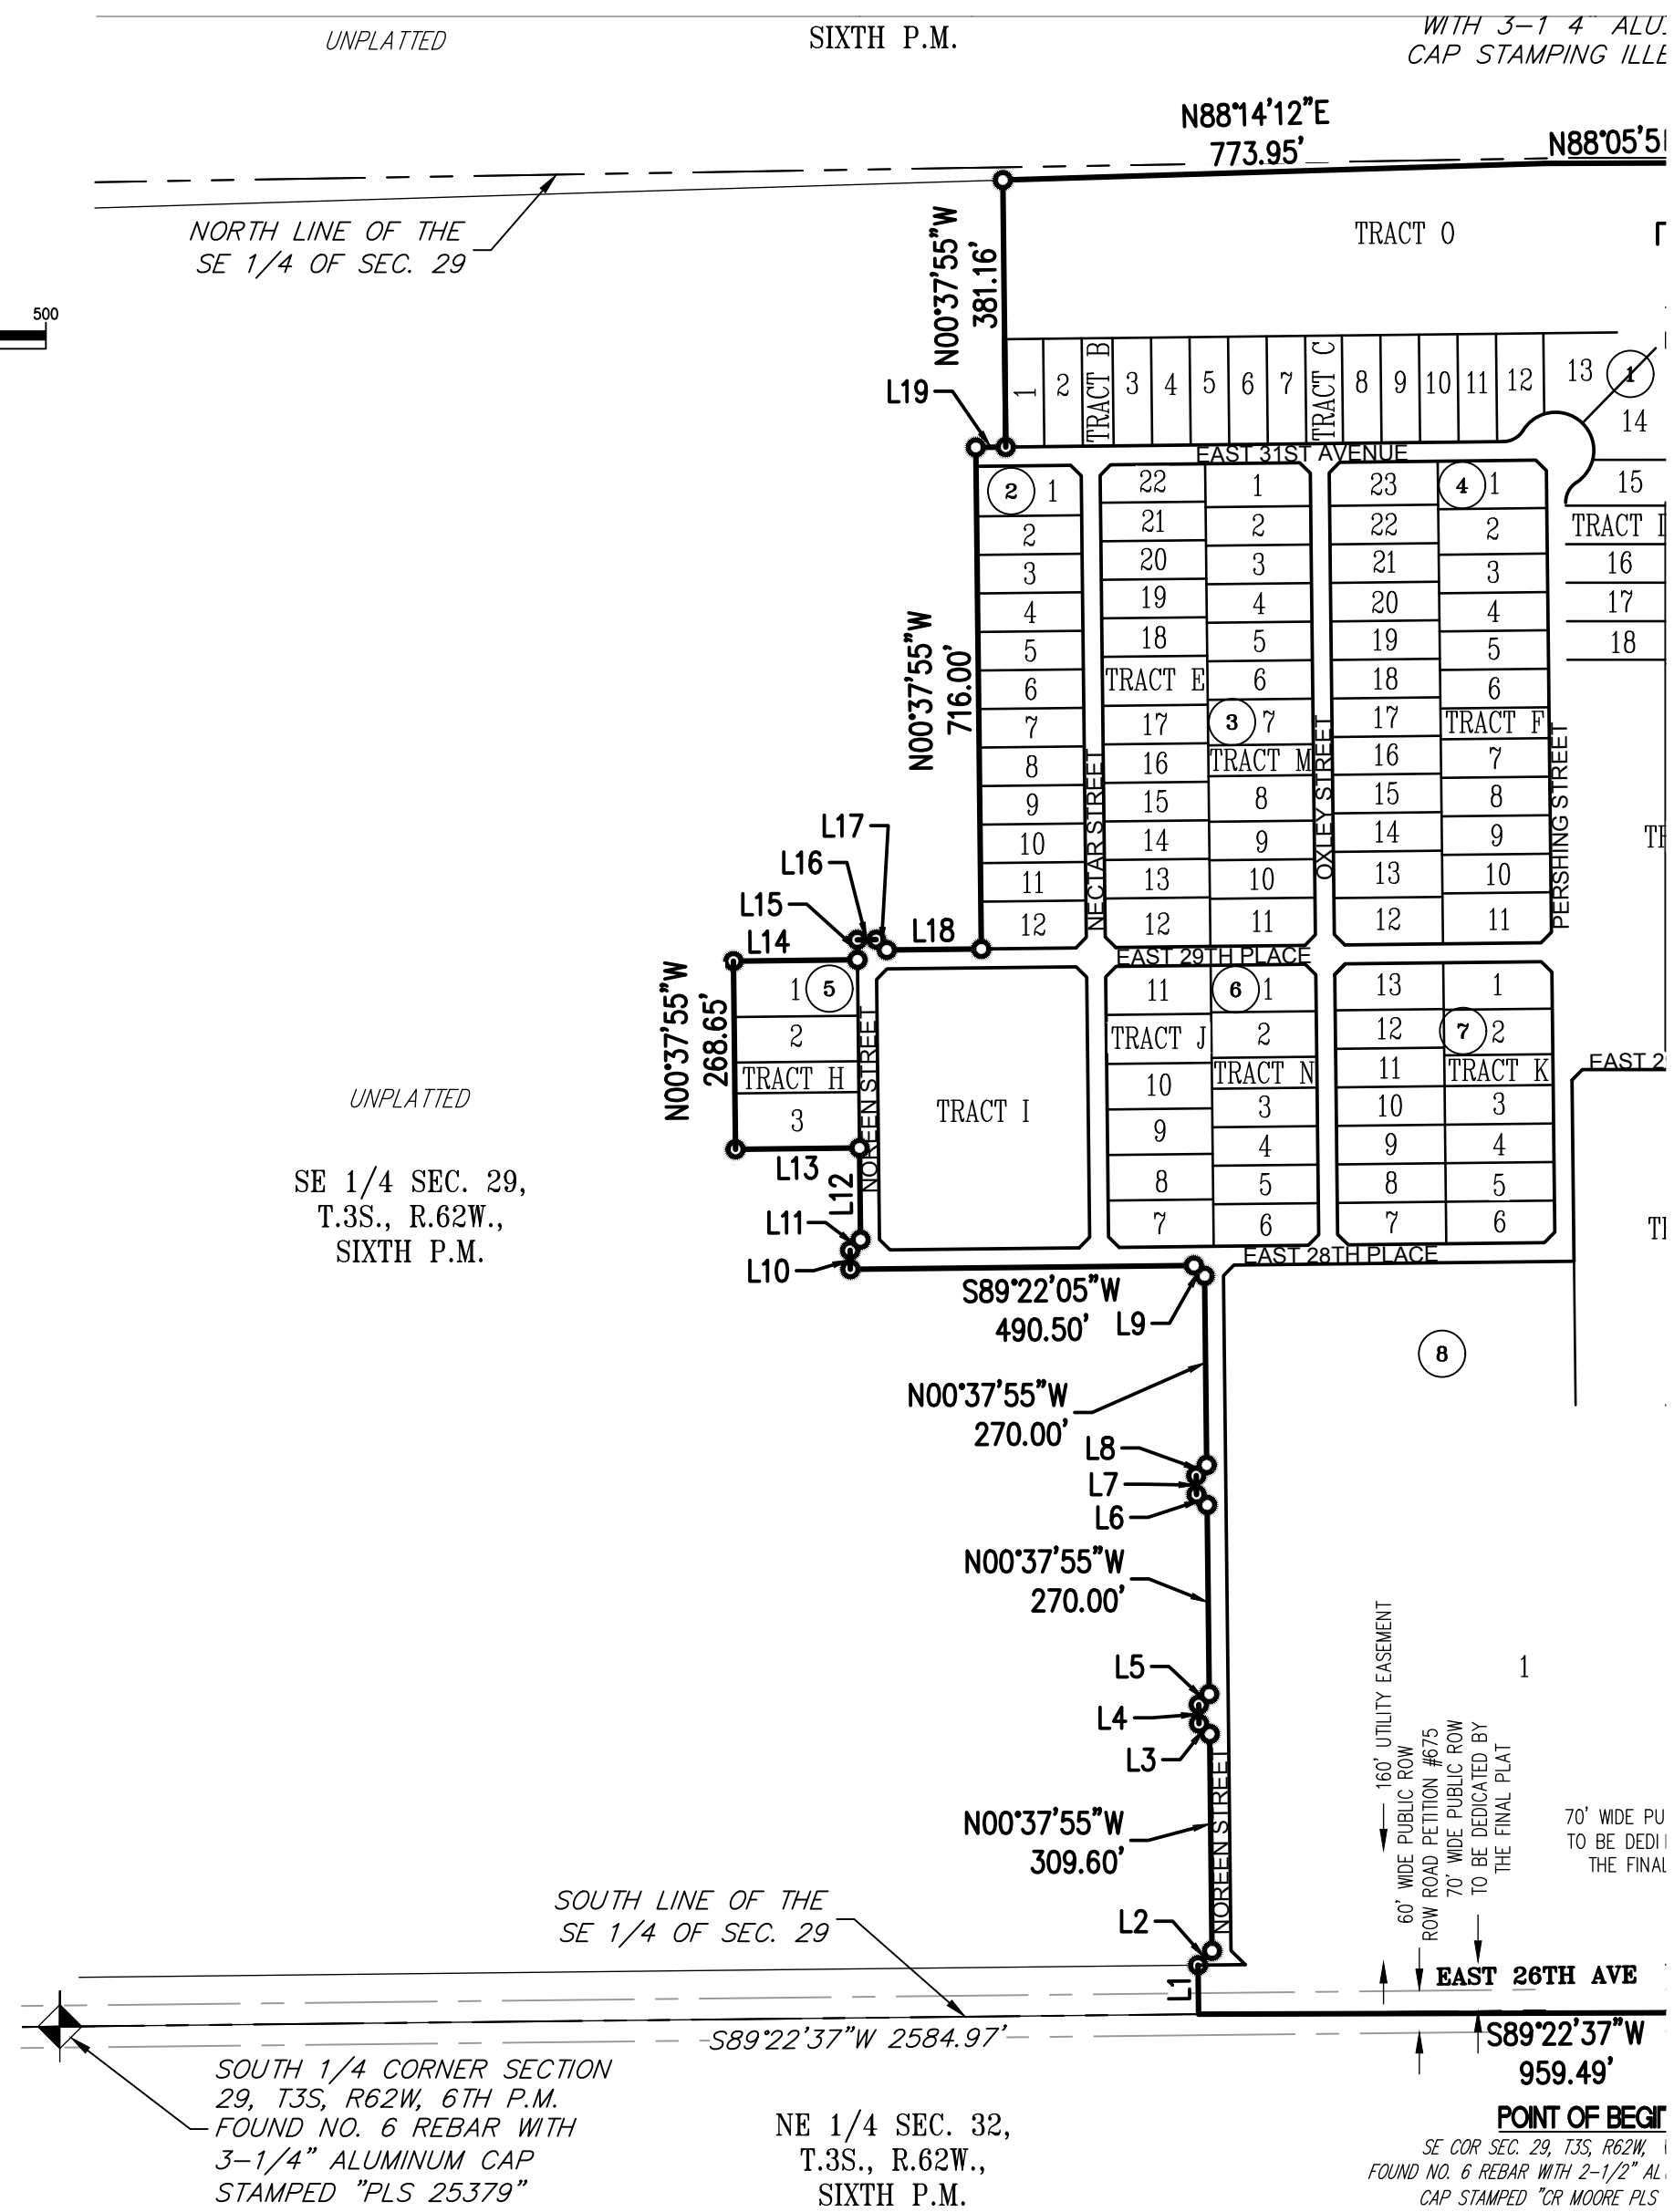 UNPLATTED
SIXTH P.M.
WITH 3-1 4" ALU
CAP STAMPING ILLE
N88°14'12"E
773.95'
N88°05'5
NORTH LINE OF THE
SE 1/4 OF SEC. 29
500
N00°37'55"W
381.16'
TRACT O
L19
1
2
TRACT B
3
4
5
6
7
TRACT C
8
9
10
11
12
13
1
14
EAST 31ST AVENUE
2
1
2
3
4
5
6
7
8
9
10
11
12
N00°37'55"W
716.00'
NECTAR STREET
22
21
20
19
18
TRACT E
17
16
15
14
13
12
1
2
3
4
5
6
3
7
TRACT M
8
9
10
11
OXLEY STREET
23
22
21
20
19
18
17
16
15
14
13
12
4
1
2
3
4
5
6
TRACT F
7
8
9
10
11
PERSHING STREET
15
TRACT
16
17
18
L17
L16
L15
L14
L18
EAST 29TH PLACE
N00°37'55"W
268.65'
1
5
2
TRACT H
3
NOREEN STREET
TRACT I
L13
L12
L11
L10
11
TRACT J
10
9
8
7
6
1
2
TRACT N
3
4
5
6
13
12
11
10
9
8
7
1
7
2
TRACT K
3
4
5
6
EAST 2
EAST 28TH PLACE
UNPLATTED
SE 1/4 SEC. 29,
T.3S., R.62W.,
SIXTH P.M.
S89°22'05"W
490.50'
L9
8
N00°37'55"W
270.00'
L8
L7
L6
N00°37'55"W
270.00'
L5
L4
L3
N00°37'55"W
309.60'
NOREEN STREET
L2
L1
1
160' UTILITY EASEMENT
60' WIDE PUBLIC ROW
ROW ROAD PETITION #675
70' WIDE PUBLIC ROW
TO BE DEDICATED BY
THE FINAL PLAT
70' WIDE PU
TO BE DEDI
THE FINAL
SOUTH LINE OF THE
SE 1/4 OF SEC. 29
EAST 26TH AVE
S89°22'37"W 2584.97'
S89°22'37"W
959.49'
SOUTH 1/4 CORNER SECTION
29, T3S, R62W, 6TH P.M.
FOUND NO. 6 REBAR WITH
3-1/4" ALUMINUM CAP
STAMPED "PLS 25379"
NE 1/4 SEC. 32,
T.3S., R.62W.,
SIXTH P.M.
POINT OF BEGI
SE COR SEC. 29, T3S, R62W,
FOUND NO. 6 REBAR WITH 2-1/2" AL
CAP STAMPED "CR MOORE PLS